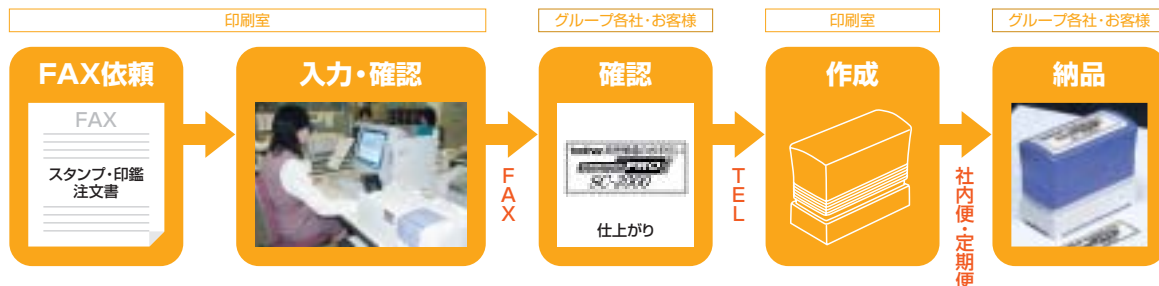 印刷室
グループ各社・お客様
印刷室
グループ各社・お客様
FAX依頼
FAX
スタンプ・印鑑
注文書
入力・確認
FAX
確認
SC-2000
仕上がり
TEL
作成
社内便・定期便
納品